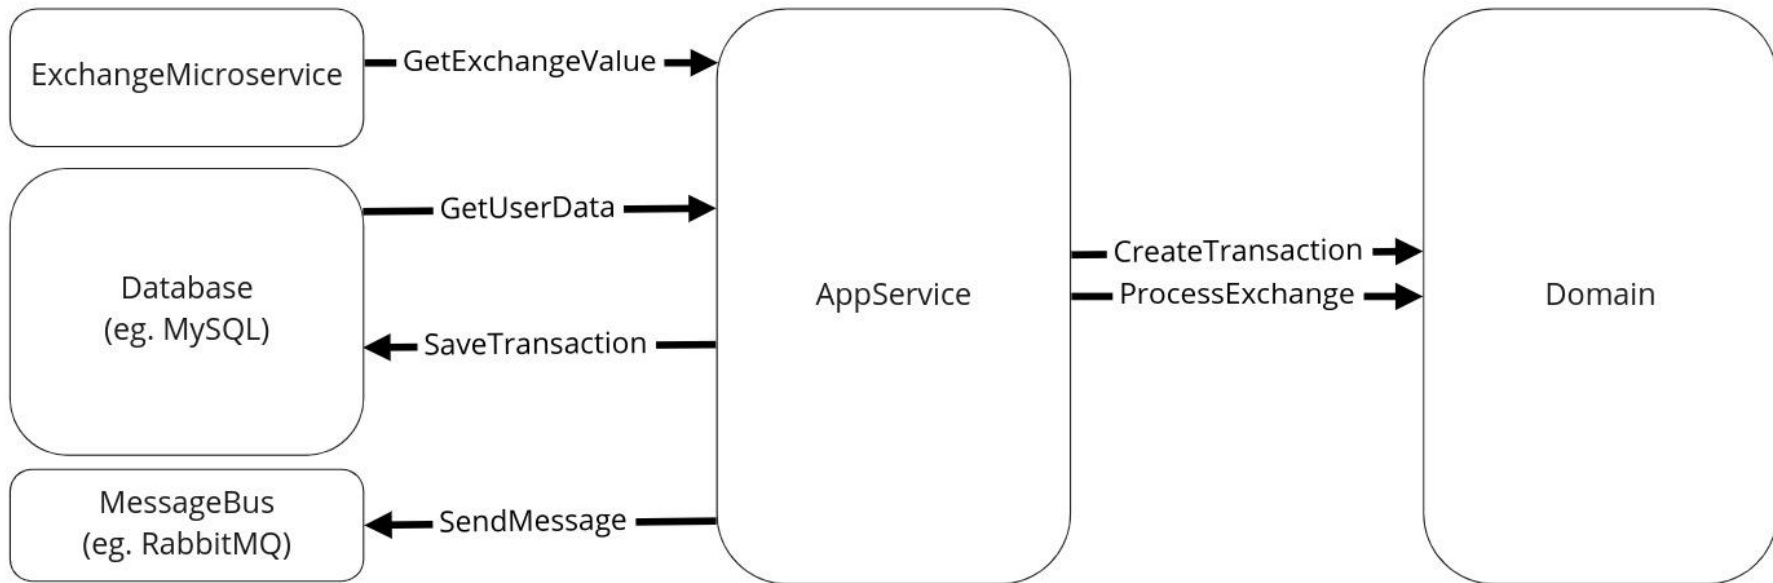 ExchangeMicroservice
GetExchangeValue
GetUserData
Database
(eg. MySQL)
SaveTransaction
MessageBus
(eg. RabbitMQ)
SendMessage
AppService
CreateTransaction
ProcessExchange
Domain